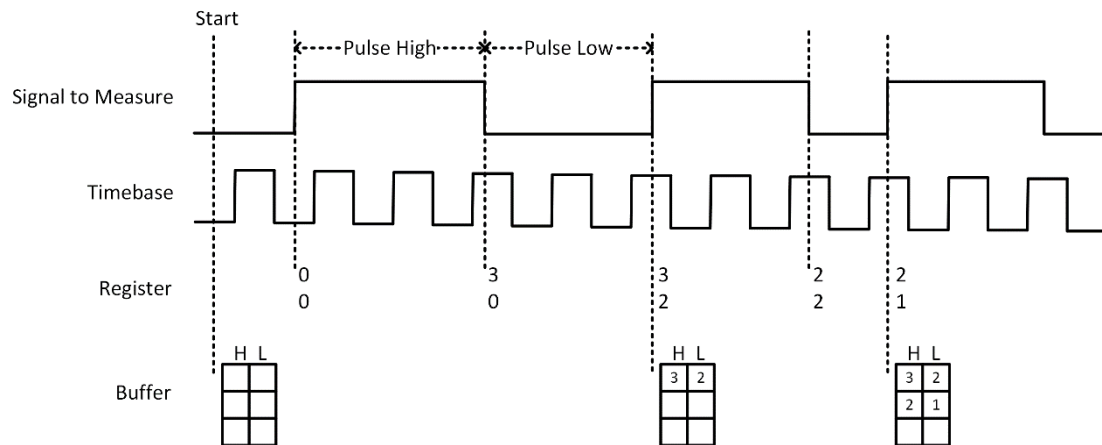 Start
Pulse High Pulse Low
Signal to Measure
Timebase
Register
0 3 3 2 2
0 0 2 2 1
H L H L H L
Buffer
3 2 3 2
2 1